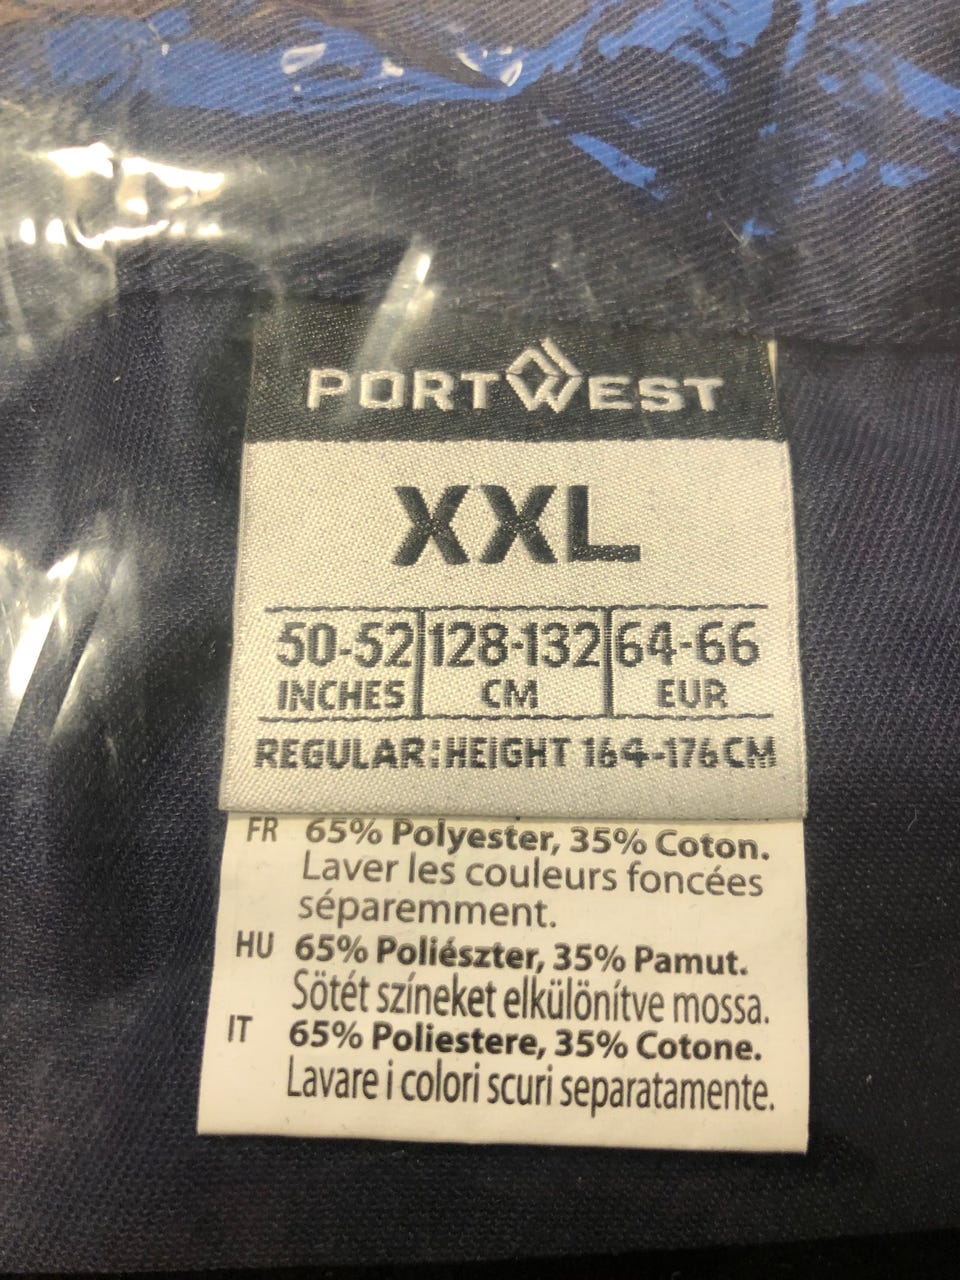 PORTWEST
XXL
50-52 128-132 64-66
INCHES CM EUR
REGULAR:HEIGHT 164-176CM
FR 65% Polyester, 35% Coton.
Laver les couleurs foncées
séparemment.
HU 65% Poliészter, 35% Pamut.
Sötét színeket elkülönítve mossa.
IT 65% Poliestere, 35% Cotone.
Lavare i colori scuri separatamente.